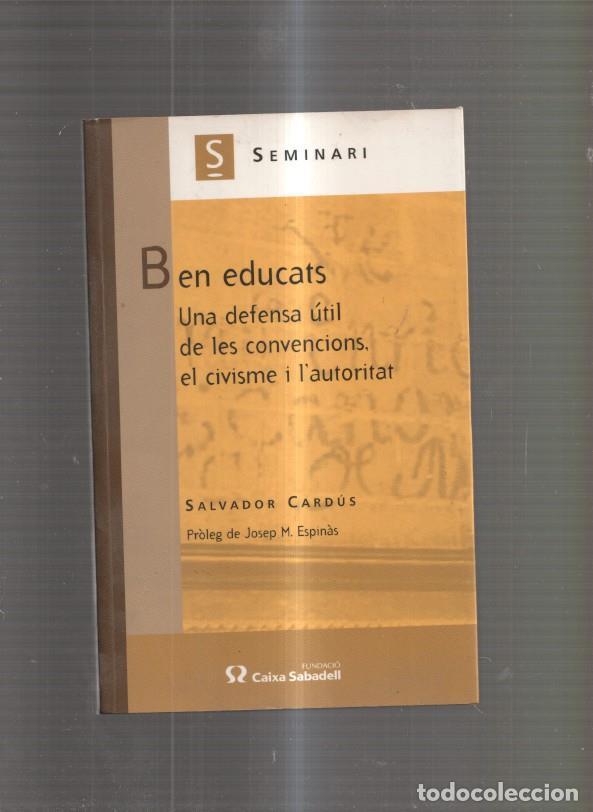 S SEMINARI
Ben educats
Una defensa útil
de les convencions,
el civisme i l'autoritat
SALVADOR CARDÚS
Pròleg de Josep M. Espinàs
FUNDACIÓ
Caixa Sabadell
todocoleccion.net